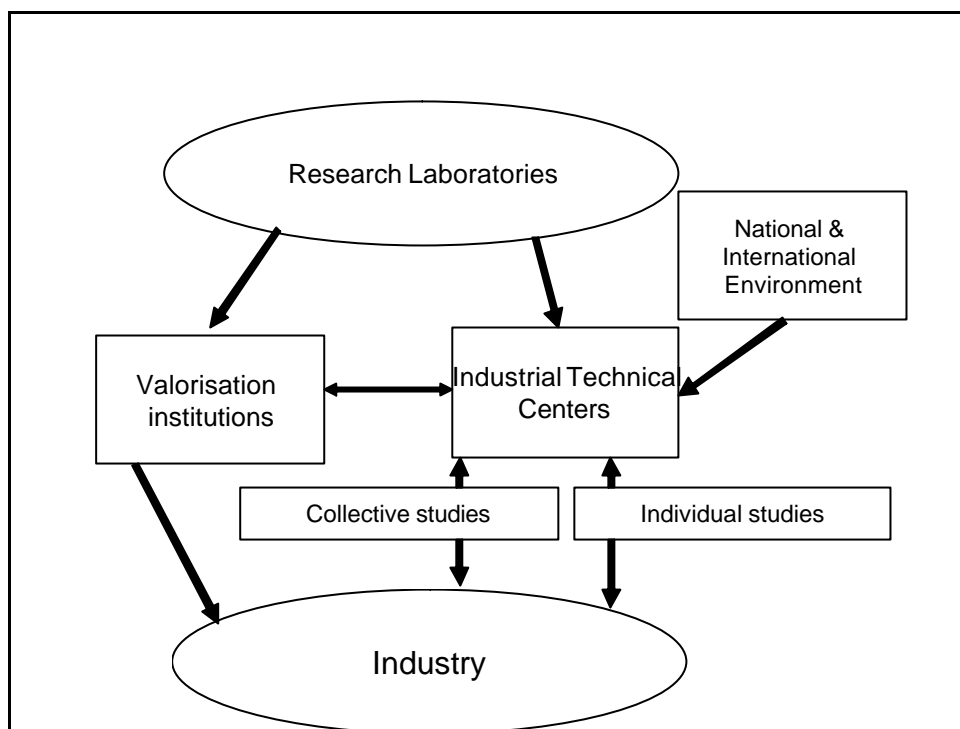 Research Laboratories
National &
International
Environment
Valorisation
institutions
Industrial Technical
Centers
Collective studies
Individual studies
Industry